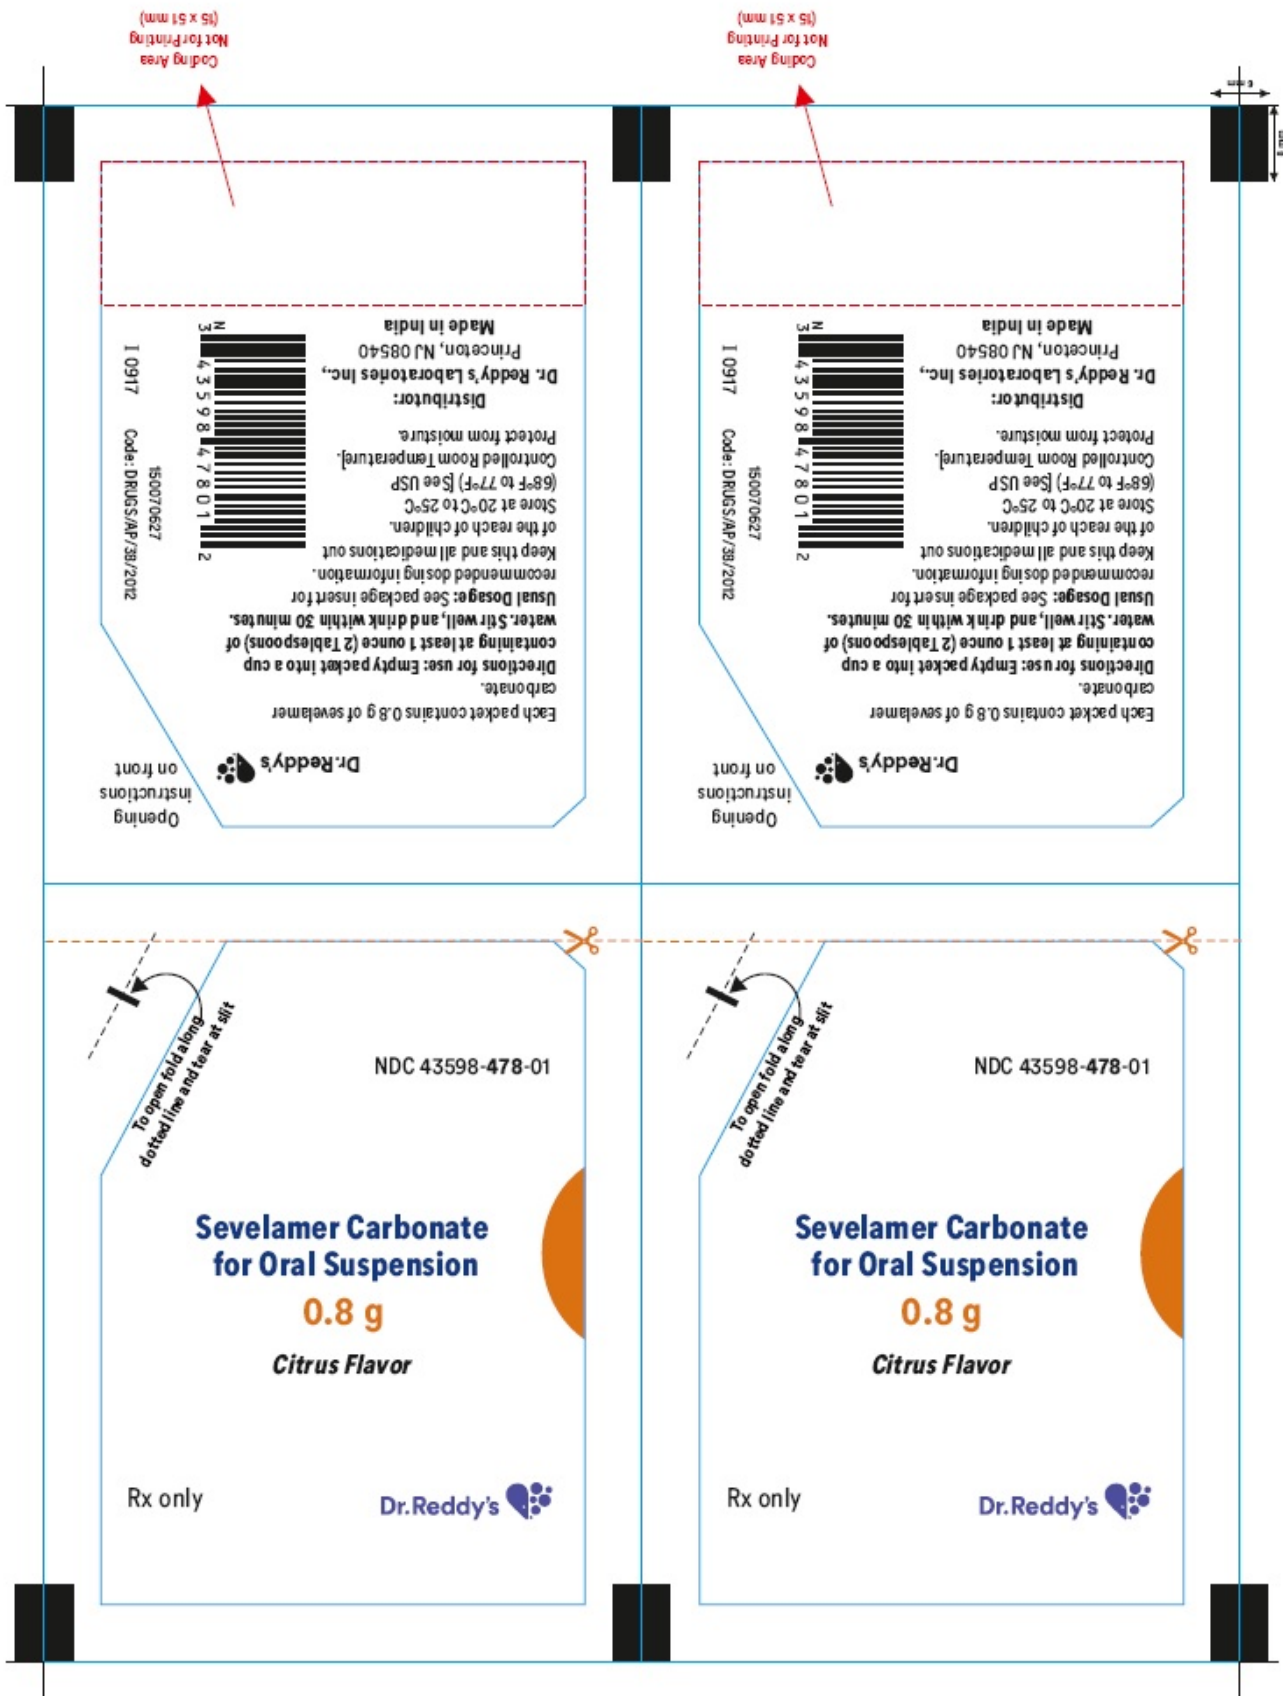 Coding Area
Not for Printing
(15 x 51 mm)
Coding Area
Not for Printing
(15 x 51 mm)
6 mm
8 mm
Opening
instructions
on front
Dr.Reddy's
Each packet contains 0.8 g of sevelamer
carbonate.
Directions for use: Empty packet into a cup
containing at least 1 ounce (2 Tablespoons) of
water. Stir well, and drink within 30 minutes.
Usual Dosage: See package insert for
recommended dosing information.
Keep this and all medications out
of the reach of children.
Store at 20°C to 25°C
(68°F to 77°F) [See USP
Controlled Room Temperature].
Protect from moisture.
Distributor:
Dr. Reddy's Laboratories Inc.,
Princeton, NJ 08540
Made in India
N
3 43598 47801 2
150070627
I 0917 Code: DRUGS/AP/38/2012
Opening
instructions
on front
Dr.Reddy's
Each packet contains 0.8 g of sevelamer
carbonate.
Directions for use: Empty packet into a cup
containing at least 1 ounce (2 Tablespoons) of
water. Stir well, and drink within 30 minutes.
Usual Dosage: See package insert for
recommended dosing information.
Keep this and all medications out
of the reach of children.
Store at 20°C to 25°C
(68°F to 77°F) [See USP
Controlled Room Temperature].
Protect from moisture.
Distributor:
Dr. Reddy's Laboratories Inc.,
Princeton, NJ 08540
Made in India
N
3 43598 47801 2
150070627
I 0917 Code: DRUGS/AP/38/2012
To open fold along
dotted line and tear at slit
NDC 43598-478-01
Sevelamer Carbonate
for Oral Suspension
0.8 g
Citrus Flavor
Rx only
Dr.Reddy's
To open fold along
dotted line and tear at slit
NDC 43598-478-01
Sevelamer Carbonate
for Oral Suspension
0.8 g
Citrus Flavor
Rx only
Dr.Reddy's